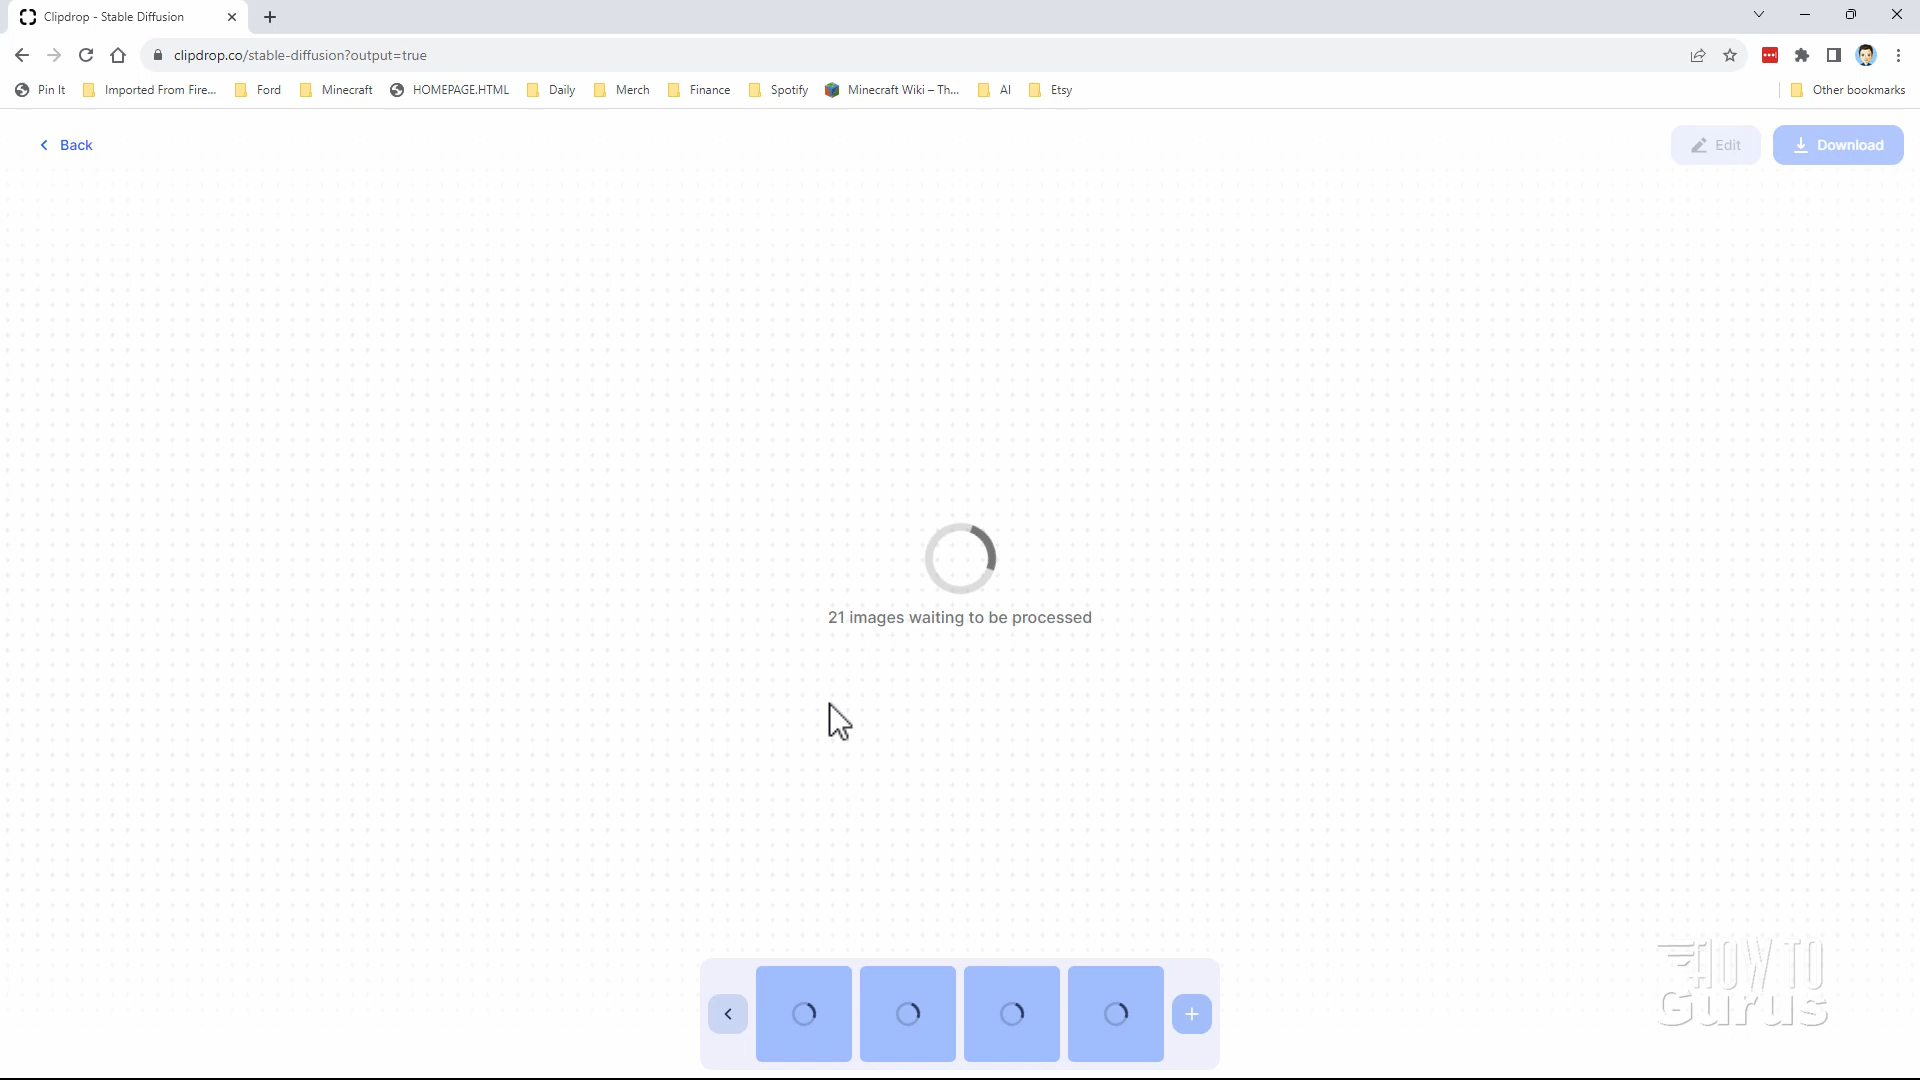 Clipdrop - Stable Diffusion
clipdrop.co/stable-diffusion?output=true
Pin It
Imported From Fire...
Ford
Minecraft
HOMEPAGE.HTML
Daily
Merch
Finance
Spotify
Minecraft Wiki – Th...
AI
Etsy
Other bookmarks
Back
Edit
Download
21 images waiting to be processed
HOW TO
Gurus